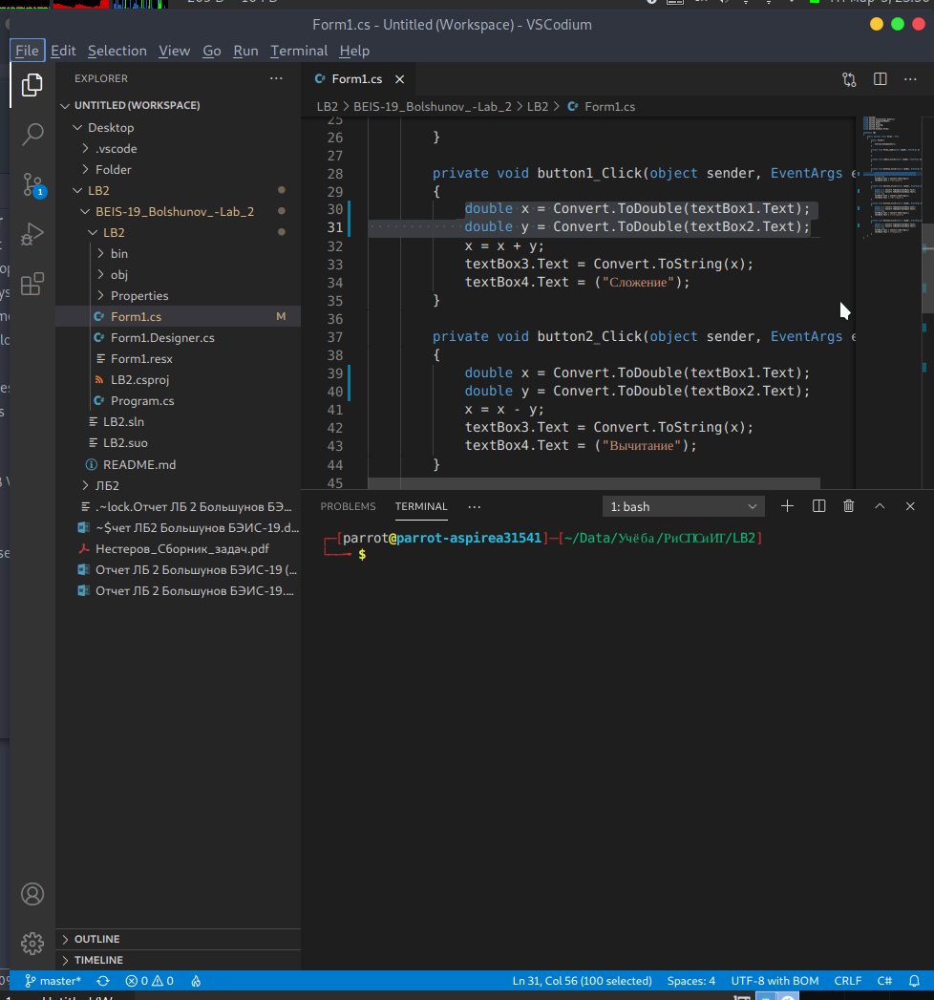 Form1.cs - Untitled (Workspace) - VSCodium
File Edit Selection View Go Run Terminal Help
EXPLORER
UNTITLED (WORKSPACE)
Desktop
.vscode
Folder
LB2
BEIS-19_Bolshunov_-Lab_2
LB2
bin
obj
Properties
Form1.cs M
Form1.Designer.cs
Form1.resx
LB2.csproj
Program.cs
LB2.sln
LB2.suo
README.md
ЛБ2
.~lock.Отчет ЛБ 2 Большунов БЭ...
~$чет ЛБ2 Большунов БЭИС-19.d...
Нестеров_Сборник_задач.pdf
Отчет ЛБ 2 Большунов БЭИС-19 (...
Отчет ЛБ 2 Большунов БЭИС-19....
OUTLINE
TIMELINE
1
Form1.cs
LB2 > BEIS-19_Bolshunov_-Lab_2 > LB2 > Form1.cs
25
26 }
27
28 private void button1_Click(object sender, EventArgs e
29 {
30 double x = Convert.ToDouble(textBox1.Text);
31 double y = Convert.ToDouble(textBox2.Text);
32 x = x + y;
33 textBox3.Text = Convert.ToString(x);
34 textBox4.Text = ("Сложение");
35 }
36
37 private void button2_Click(object sender, EventArgs e
38 {
39 double x = Convert.ToDouble(textBox1.Text);
40 double y = Convert.ToDouble(textBox2.Text);
41 x = x - y;
42 textBox3.Text = Convert.ToString(x);
43 textBox4.Text = ("Вычитание");
44 }
45
PROBLEMS TERMINAL ... 1: bash
[parrot@parrot-aspirea31541]─[~/Data/Учёба/РиСПСиИТ/LB2]
$
master* 0 0 Ln 31, Col 56 (100 selected) Spaces: 4 UTF-8 with BOM CRLF C#